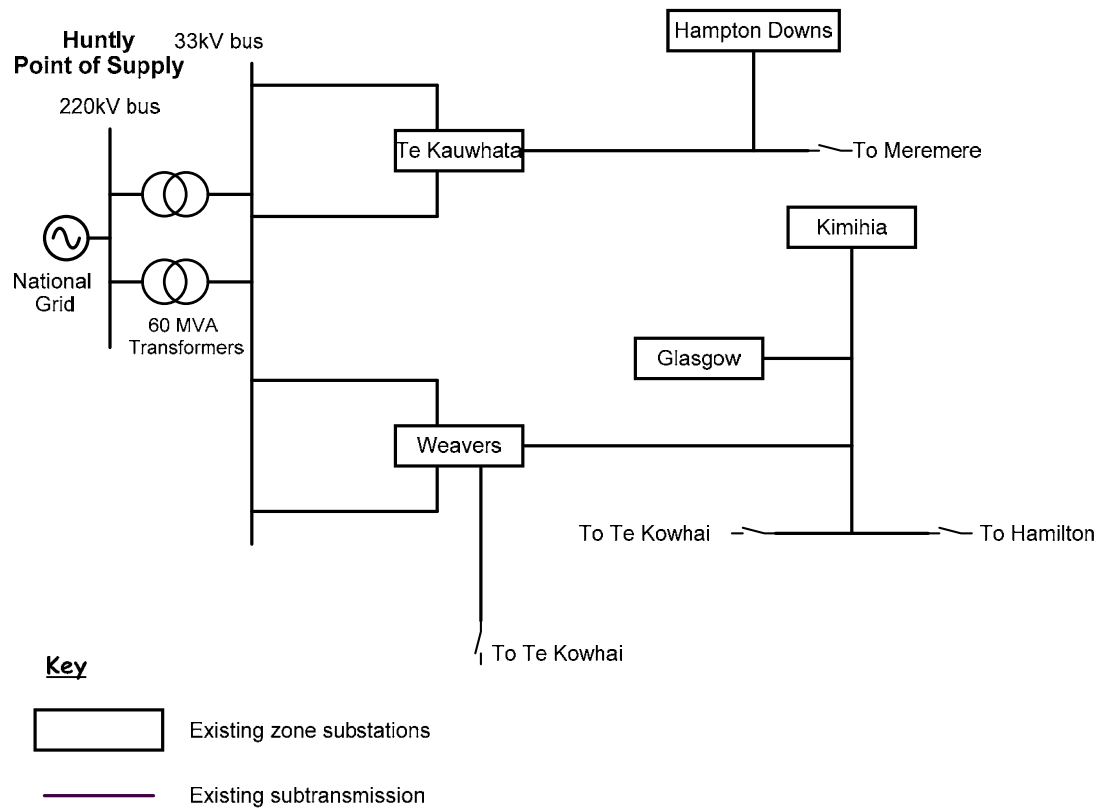 Huntly
Point of Supply
33kV bus
220kV bus
Hampton Downs
Te Kauwhata
To Meremere
Kimihia
National
Grid
60 MVA
Transformers
Glasgow
Weavers
To Te Kowhai
To Hamilton
To Te Kowhai
Key
Existing zone substations
Existing subtransmission